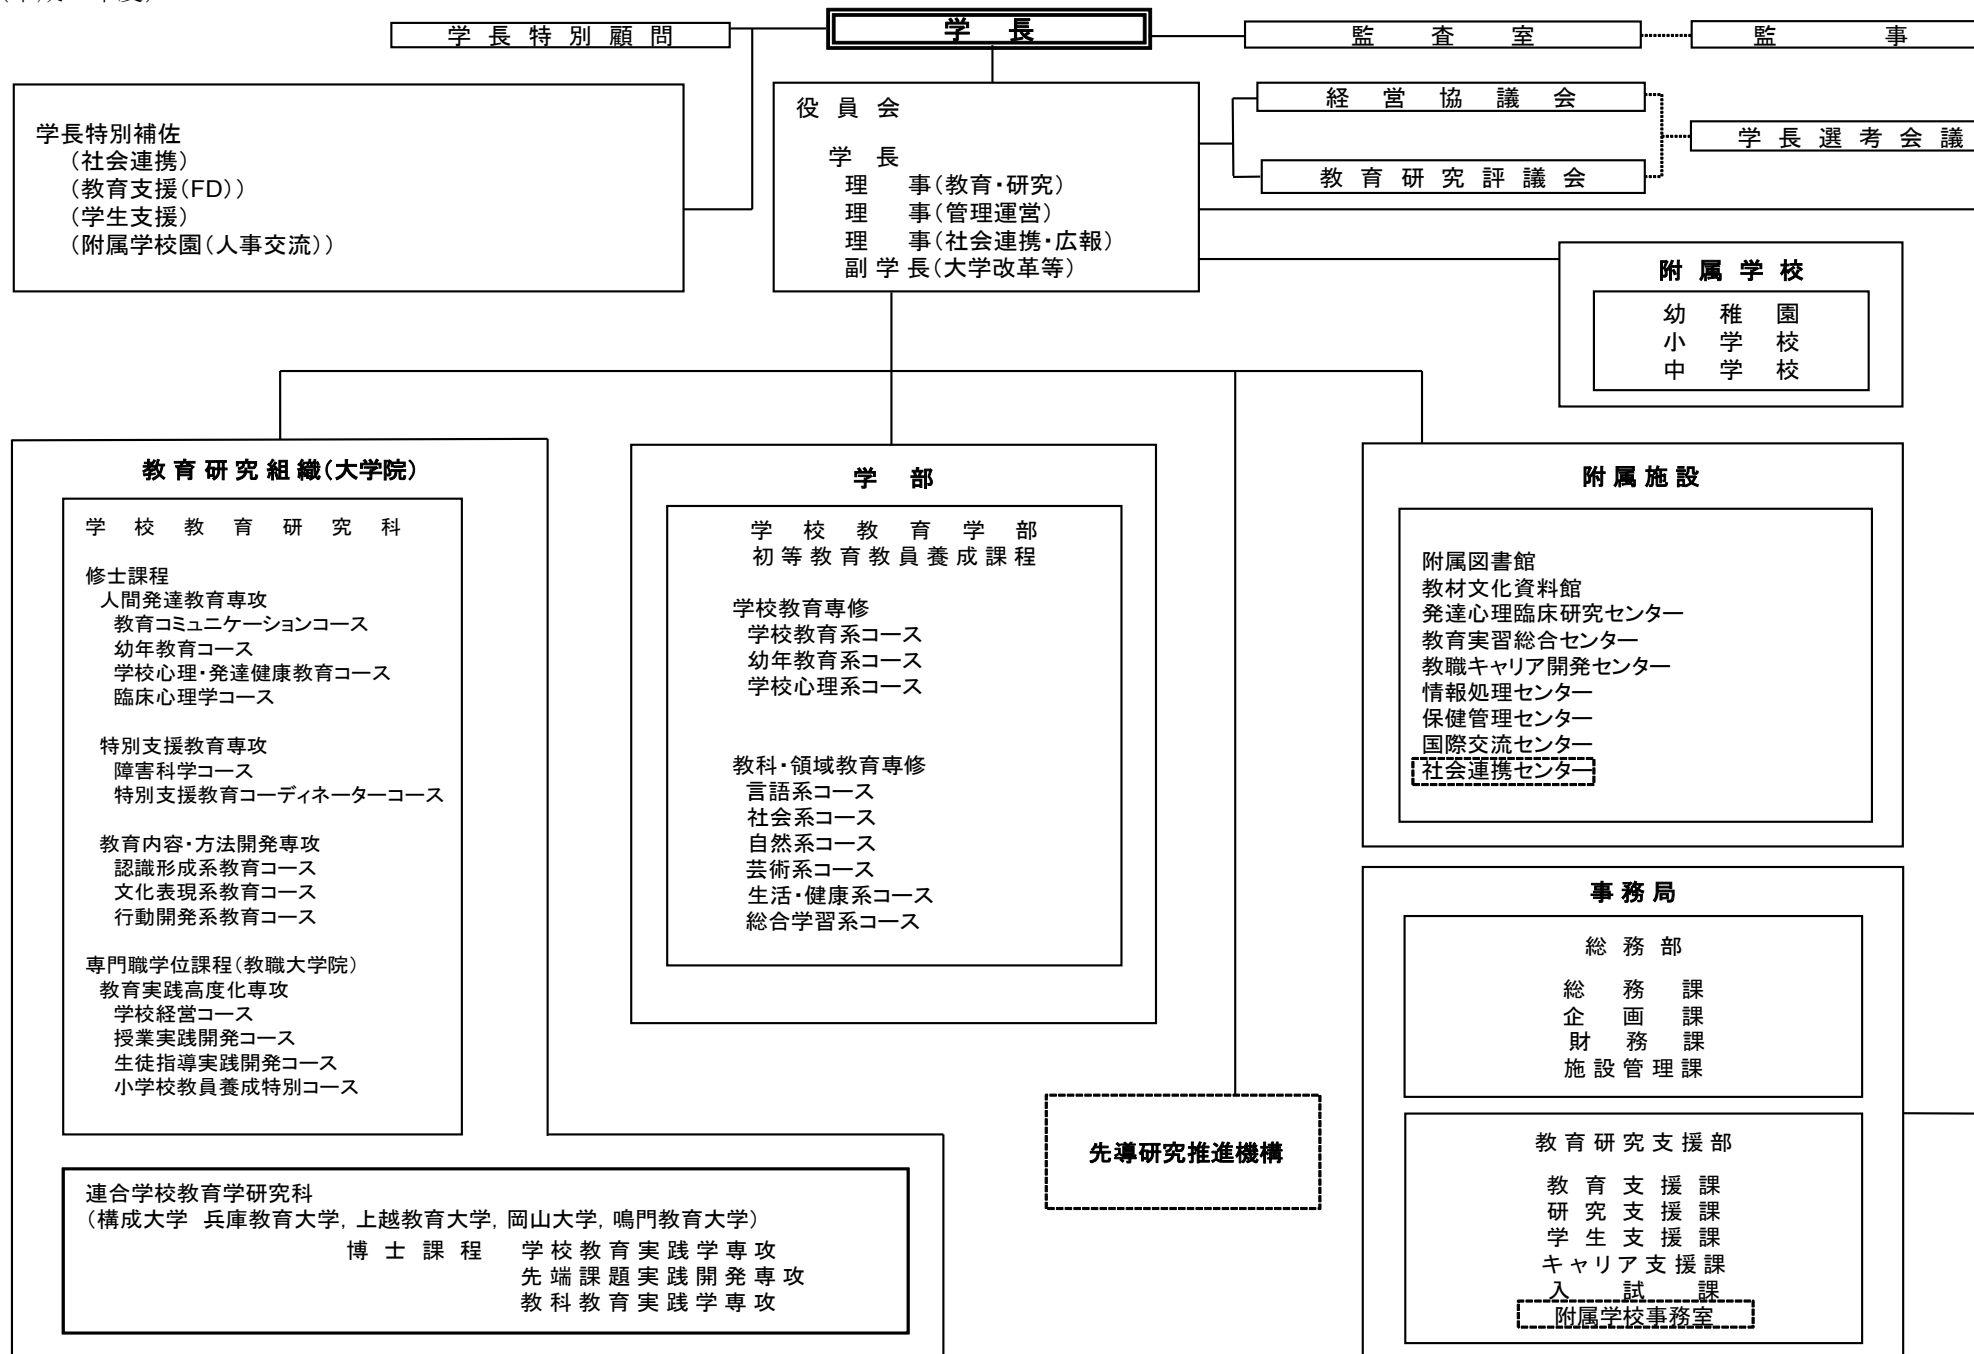 学長特別顧問
学長
監査室
監事
学長特別補佐
(社会連携)
(教育支援(FD))
(学生支援)
(附属学校園(人事交流))
役員会
学長
理事(教育・研究)
理事(管理運営)
理事(社会連携・広報)
副学長(大学改革等)
経営協議会
教育研究評議会
学長選考会議
附属学校
幼稚園
小学校
中学校
教育研究組織(大学院)
学校教育研究科
修士課程
人間発達教育専攻
教育コミュニケーションコース
幼年教育コース
学校心理・発達健康教育コース
臨床心理学コース
特別支援教育専攻
障害科学コース
特別支援教育コーディネーターコース
教育内容・方法開発専攻
認識形成系教育コース
文化表現系教育コース
行動開発系教育コース
専門職学位課程(教職大学院)
教育実践高度化専攻
学校経営コース
授業実践開発コース
生徒指導実践開発コース
小学校教員養成特別コース
連合学校教育学研究科
(構成大学 兵庫教育大学, 上越教育大学, 岡山大学, 鳴門教育大学)
博士課程 学校教育実践学専攻
先端課題実践開発専攻
教科教育実践学専攻
学部
学校教育学部
初等教育教員養成課程
学校教育専修
学校教育系コース
幼年教育系コース
学校心理系コース
教科・領域教育専修
言語系コース
社会系コース
自然系コース
芸術系コース
生活・健康系コース
総合学習系コース
先導研究推進機構
附属施設
附属図書館
教材文化資料館
発達心理臨床研究センター
教育実習総合センター
教職キャリア開発センター
情報処理センター
保健管理センター
国際交流センター
社会連携センター
事務局
総務部
総務課
企画課
財務課
施設管理課
教育研究支援部
教育支援課
研究支援課
学生支援課
キャリア支援課
入試課
附属学校事務室